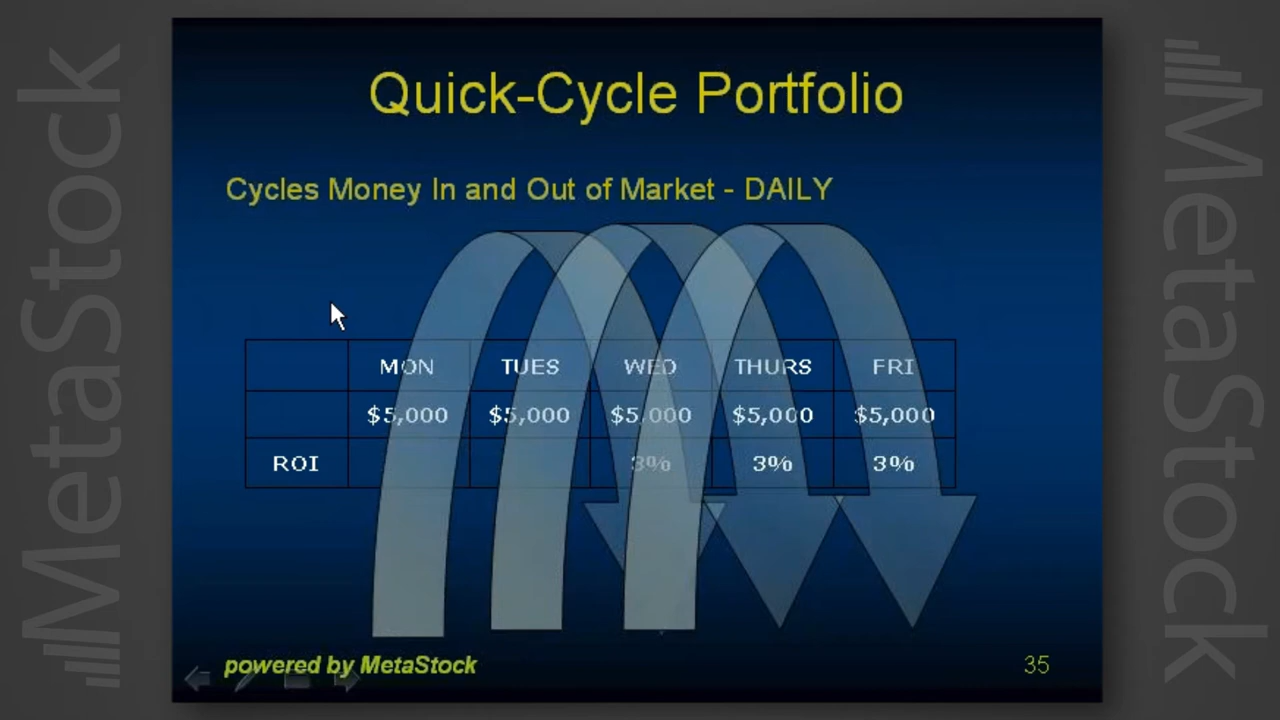 Quick-Cycle Portfolio
Cycles Money In and Out of Market - DAILY
MON TUES WED THURS FRI
$5,000 $5,000 $5,000 $5,000 $5,000
ROI 3% 3% 3%
powered by MetaStock
35
MetaStock
MetaStock